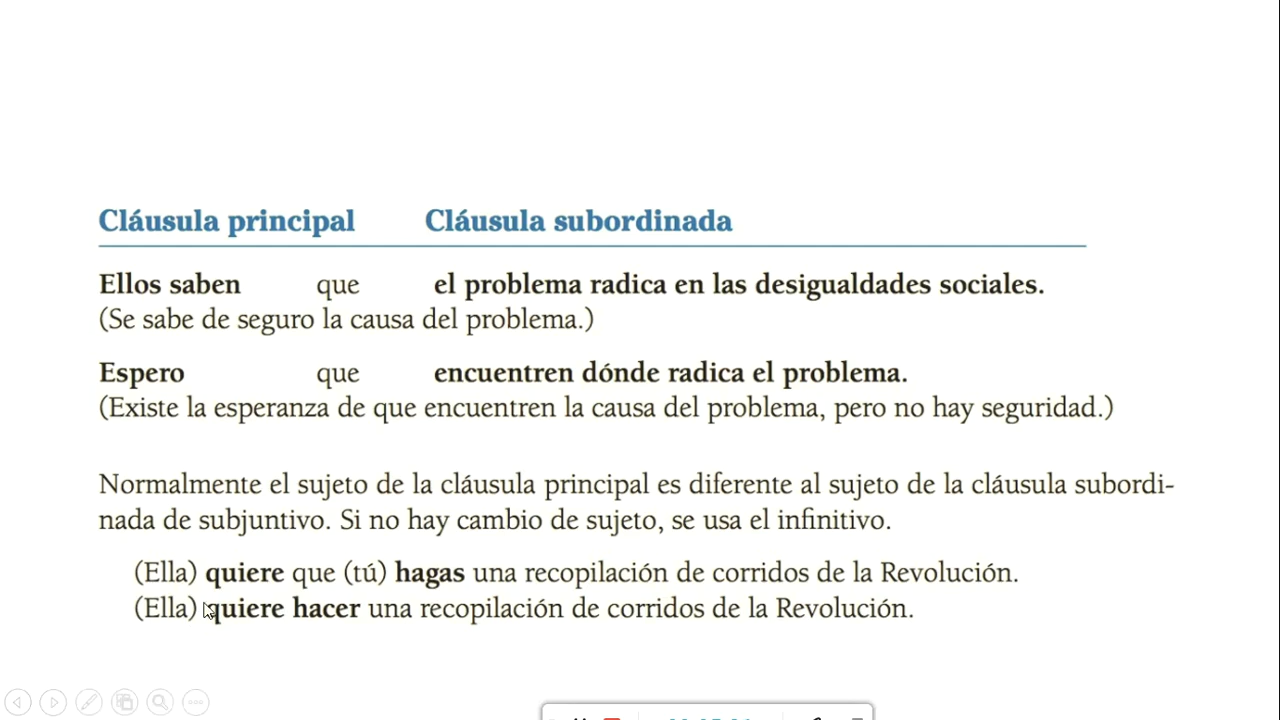 Cláusula principal Cláusula subordinada
Ellos saben que el problema radica en las desigualdades sociales.
(Se sabe de seguro la causa del problema.)
Espero que encuentren dónde radica el problema.
(Existe la esperanza de que encuentren la causa del problema, pero no hay seguridad.)
Normalmente el sujeto de la cláusula principal es diferente al sujeto de la cláusula subordi-
nada de subjuntivo. Si no hay cambio de sujeto, se usa el infinitivo.
(Ella) quiere que (tú) hagas una recopilación de corridos de la Revolución.
(Ella) quiere hacer una recopilación de corridos de la Revolución.